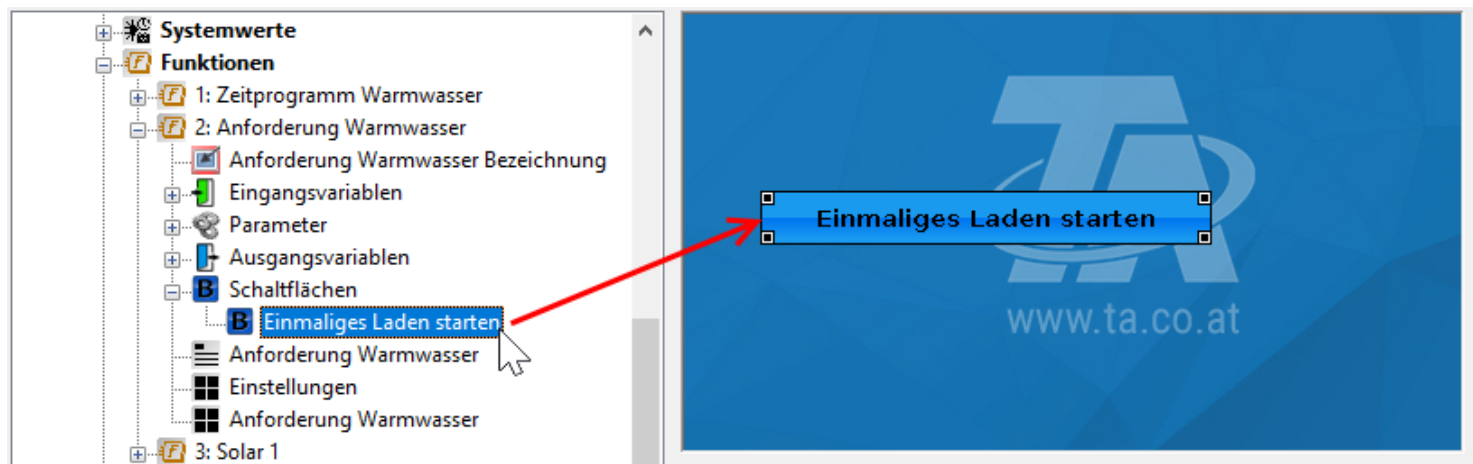 Systemwerte
Funktionen
1: Zeitprogramm Warmwasser
2: Anforderung Warmwasser
Anforderung Warmwasser Bezeichnung
Eingangsvariablen
Parameter
Ausgangsvariablen
B Schaltflächen
B Einmaliges Laden starten
Anforderung Warmwasser
Einstellungen
Anforderung Warmwasser
3: Solar 1
TA
Einmaliges Laden starten
www.ta.co.at